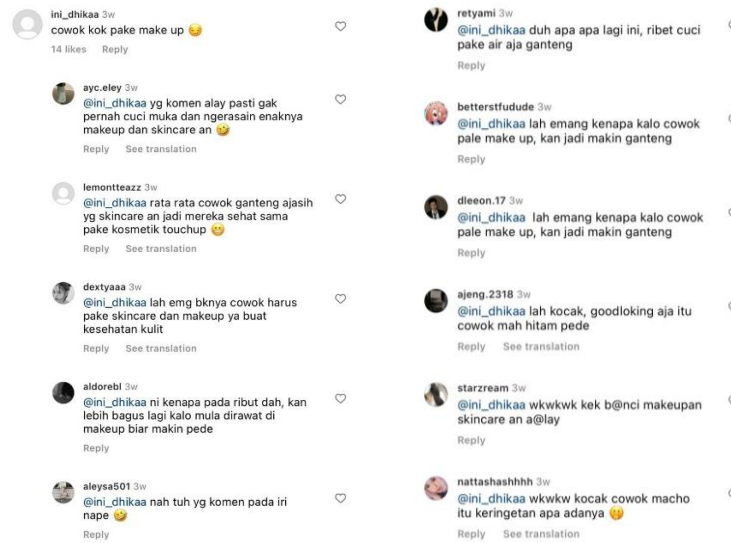 ini_dhikaa 3w
cowok kok pake make up 😏
14 likes Reply
ayc.eley 3w
@ini_dhikaa yg komen alay pasti gak
pernah cuci muka dan ngerasain enaknya
makeup dan skincare an 🤣
Reply See translation
lemontteazz 3w
@ini_dhikaa rata rata cowok ganteng ajasih
yg skincare an jadi mereka sehat sama
pake kosmetik touchup 😁
Reply See translation
dextyaaa 3w
@ini_dhikaa lah emg bknya cowok harus
pake skincare dan makeup ya buat
kesehatan kulit
Reply See translation
aldorebl 3w
@ini_dhikaa ni kenapa pada ribut dah, kan
lebih bagus lagi kalo mula dirawat di
makeup biar makin pede
Reply
aleysa501 3w
@ini_dhikaa nah tuh yg komen pada iri
nape 🤣
Reply
retyami 3w
@ini_dhikaa duh apa apa lagi ini, ribet cuci
pake air aja ganteng
Reply
betterstfudude 3w
@ini_dhikaa lah emang kenapa kalo cowok
pale make up, kan jadi makin ganteng
Reply
dleeon.17 3w
@ini_dhikaa lah emang kenapa kalo cowok
pale make up, kan jadi makin ganteng
Reply
ajeng.2318 3w
@ini_dhikaa lah kocak, goodloking aja itu
cowok mah hitam pede
Reply See translation
starzream 3w
@ini_dhikaa wkwkwk kek b@nci makeupan
skincare an a@lay
Reply
nattashashhhh 3w
@ini_dhikaa wkwkw kocak cowok macho
itu keringetan apa adanya 🤭
Reply See translation